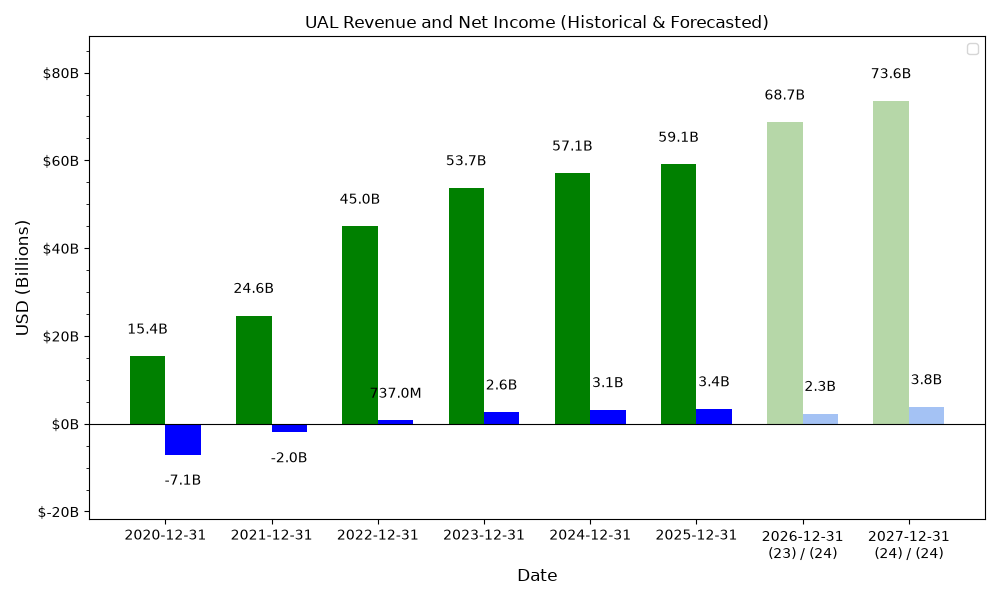 UAL Revenue and Net Income (Historical & Forecasted)
USD (Billions)
$80B
$60B
$40B
$20B
$0B
$-20B
15.4B
24.6B
45.0B
53.7B
57.1B
59.1B
68.7B
73.6B
-7.1B
-2.0B
737.0M
2.6B
3.1B
3.4B
2.3B
3.8B
2020-12-31
2021-12-31
2022-12-31
2023-12-31
2024-12-31
2025-12-31
2026-12-31
(23) / (24)
2027-12-31
(24) / (24)
Date